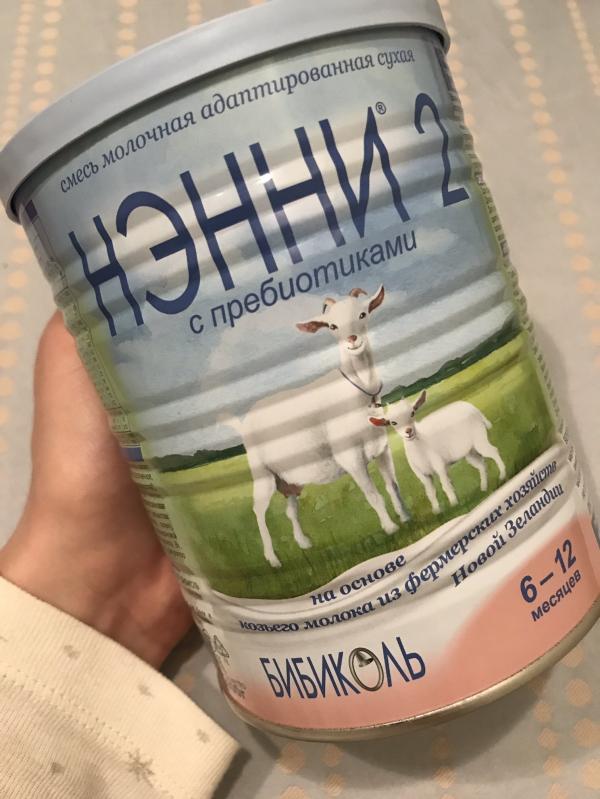 смесь молочная адаптированная сухая
НЭННИ® 2
с пребиотиками
на основе
козьего молока из фермерских хозяйств
Новой Зеландии
6–12
месяцев
БИБИКОЛЬ